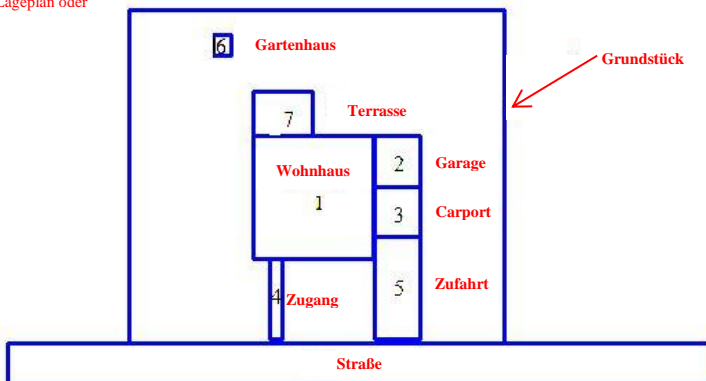 Lageplan oder
6 Gartenhaus
Grundstück
7 Terrasse
Wohnhaus 2 Garage
1 3 Carport
4 Zugang 5 Zufahrt
Straße